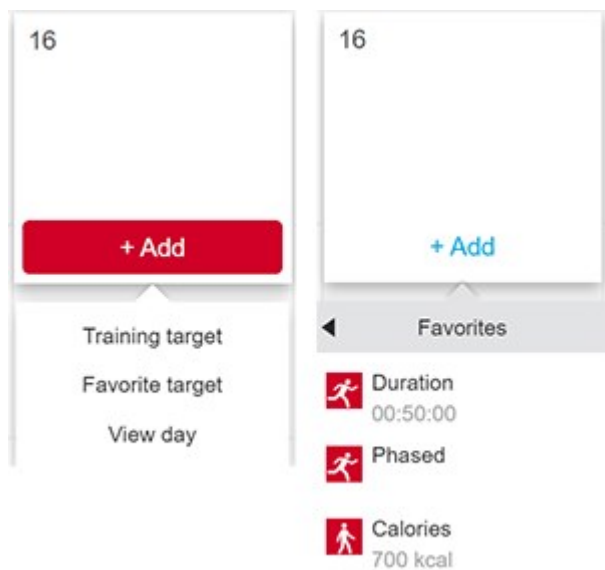 16
+ Add
Training target
Favorite target
View day
16
+ Add
Favorites
Duration
00:50:00
Phased
Calories
700 kcal